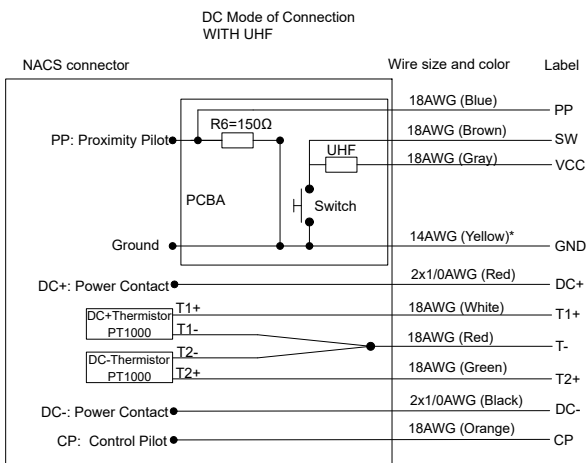 DC Mode of Connection
WITH UHF
NACS connector
Wire size and color
Label
18AWG (Blue)
PP
R6=150Ω
PP: Proximity Pilot
18AWG (Brown)
SW
UHF
18AWG (Gray)
VCC
PCBA
Switch
Ground
14AWG (Yellow)*
GND
DC+: Power Contact
2x1/0AWG (Red)
DC+
DC+Thermistor
PT1000
T1+
18AWG (White)
T1+
T1-
18AWG (Red)
T-
DC-Thermistor
PT1000
T2-
T2+
18AWG (Green)
T2+
DC-: Power Contact
2x1/0AWG (Black)
DC-
CP: Control Pilot
18AWG (Orange)
CP